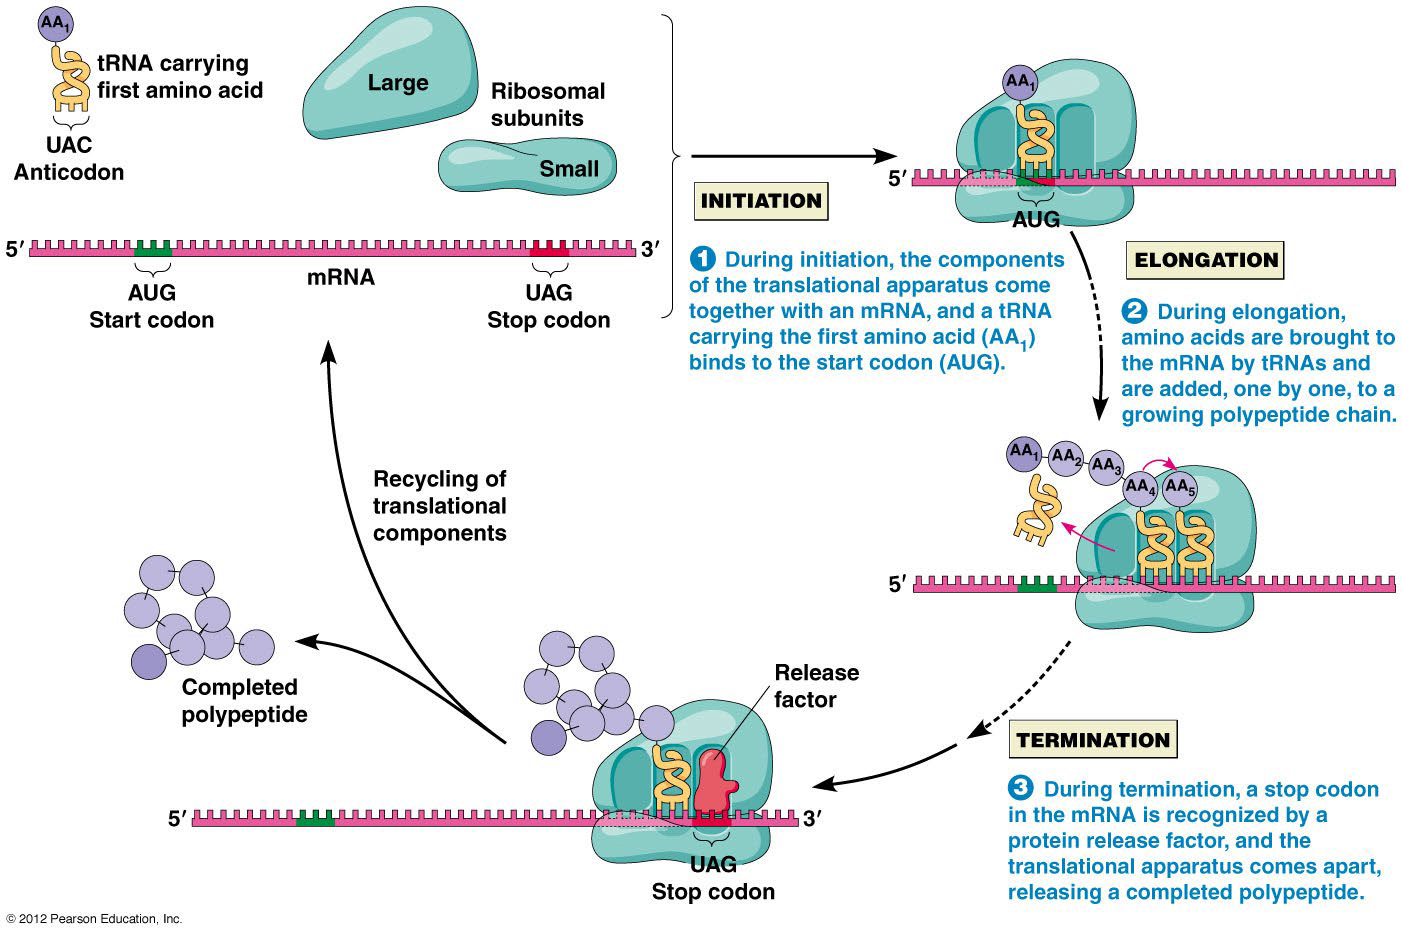 AA1
tRNA carrying
first amino acid
UAC
Anticodon
Large
Ribosomal
subunits
Small
5′
3′
AUG
Start codon
mRNA
UAG
Stop codon
INITIATION
1 During initiation, the components
of the translational apparatus come
together with an mRNA, and a tRNA
carrying the first amino acid (AA1)
binds to the start codon (AUG).
AA1
5′
AUG
ELONGATION
2 During elongation,
amino acids are brought to
the mRNA by tRNAs and
are added, one by one, to a
growing polypeptide chain.
AA1 AA2 AA3 AA4 AA5
5′
TERMINATION
3 During termination, a stop codon
in the mRNA is recognized by a
protein release factor, and the
translational apparatus comes apart,
releasing a completed polypeptide.
Release
factor
5′
3′
UAG
Stop codon
Recycling of
translational
components
Completed
polypeptide
© 2012 Pearson Education, Inc.